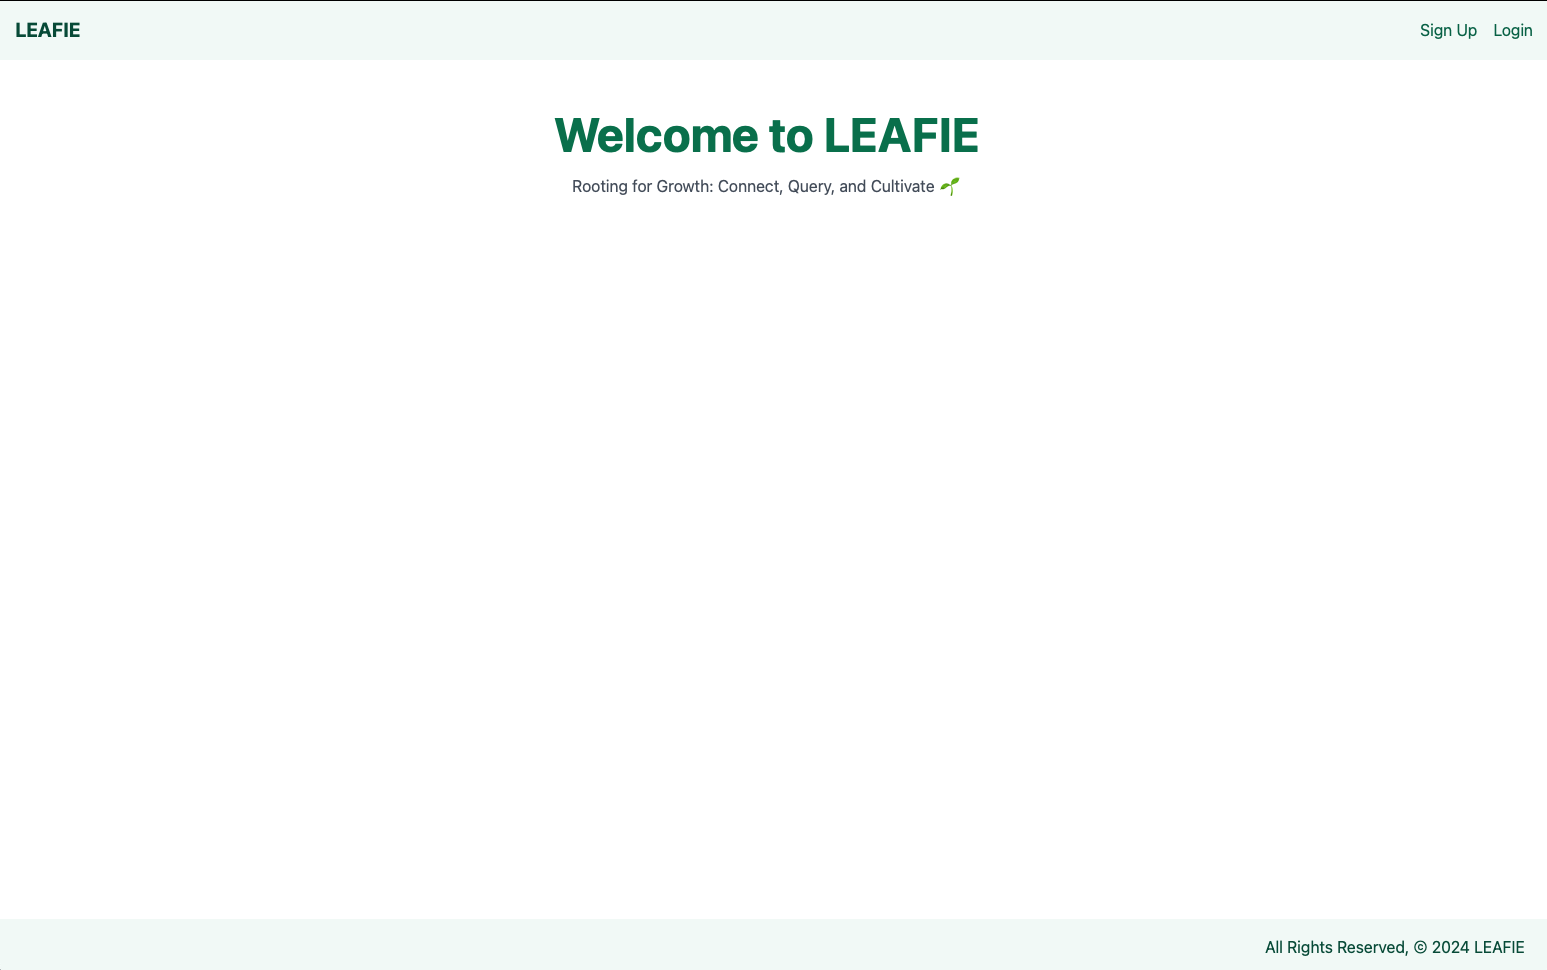 LEAFIE
Sign Up Login
Welcome to LEAFIE
Rooting for Growth: Connect, Query, and Cultivate 🌱
All Rights Reserved, © 2024 LEAFIE